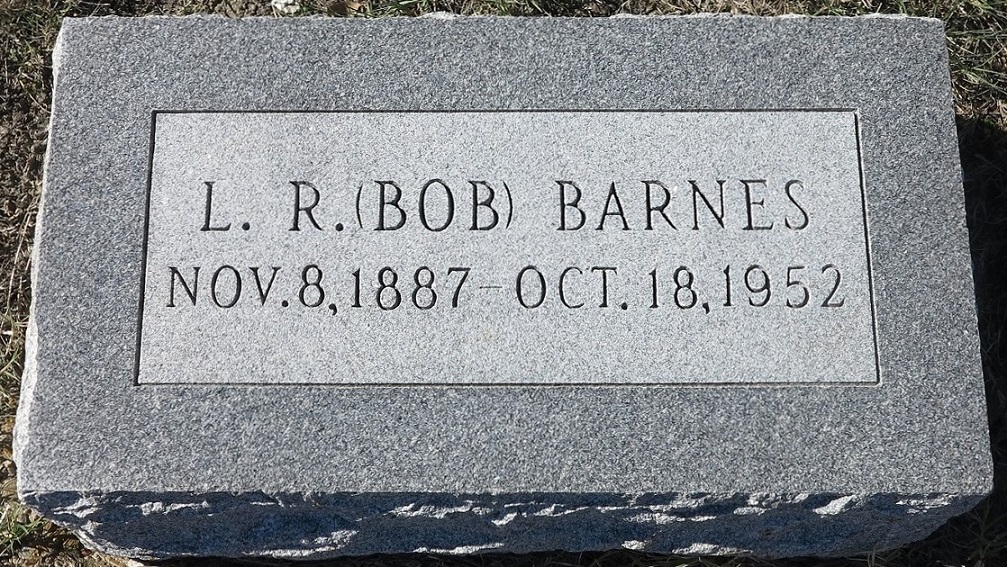 L. R. (BOB) BARNES
NOV. 8, 1887 - OCT. 18, 1952